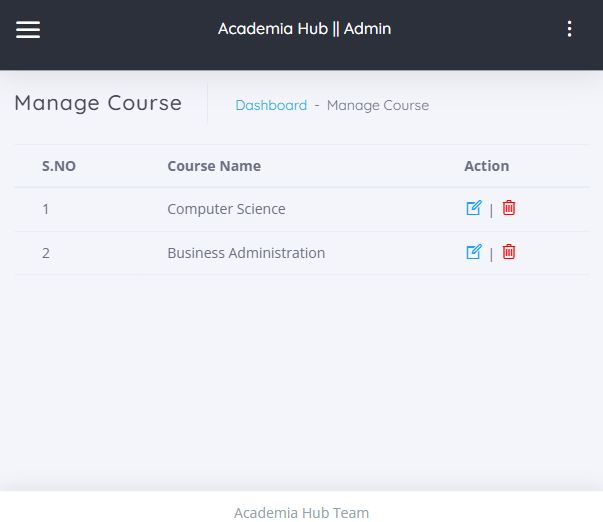 Academia Hub || Admin
Manage Course
Dashboard - Manage Course
S.NO Course Name Action
1 Computer Science |
2 Business Administration |
Academia Hub Team